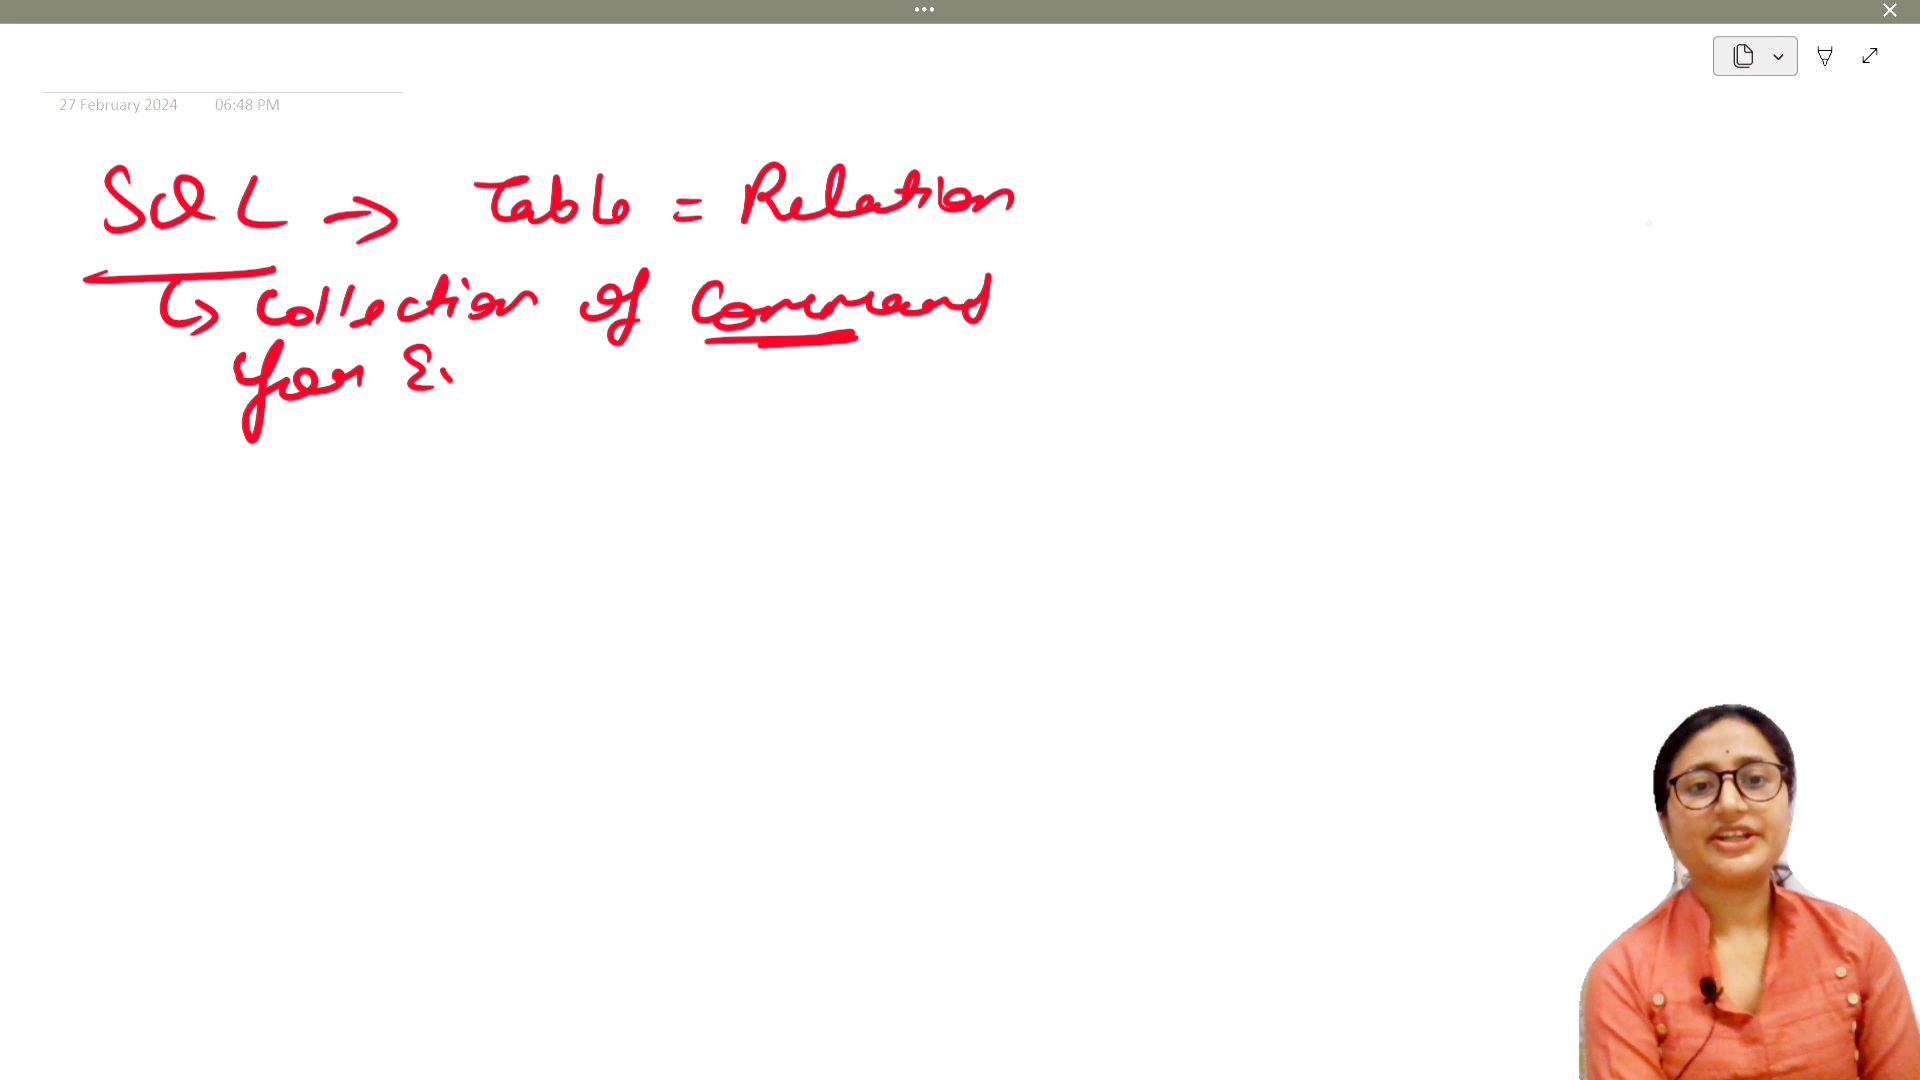 27 February 2024 06:48 PM
SQL → Table = Relation
↳ Collection of Command
for